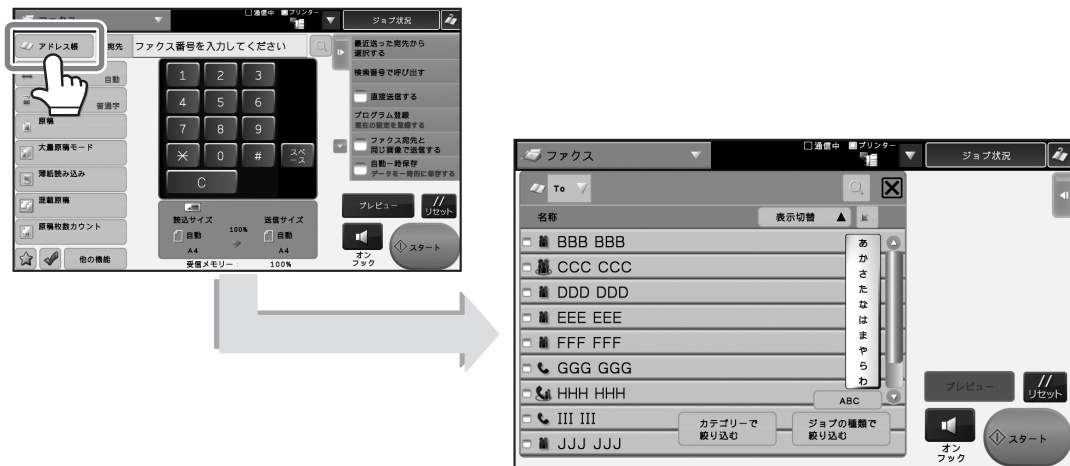 ファクス
通信中
プリンター
ジョブ状況
アドレス帳
宛先
ファクス番号を入力してください
自動
普通字
原稿
大量原稿モード
薄紙読み込み
混載原稿
原稿枚数カウント
他の機能
1 2 3
4 5 6
7 8 9
0 #
スペ
ース
C
読込サイズ
100%
送信サイズ
自動
自動
A4
A4
受信メモリー: 100%
最近送った宛先から
選択する
検索番号で呼び出す
直接送信する
プログラム登録
現在の設定を登録する
ファクス宛先と
同じ画像で送信する
自動一時保存
データを一時的に保存する
プレビュー
リセット
オン
フック
スタート
ファクス
通信中
プリンター
ジョブ状況
To
名称
表示切替
BBB BBB
CCC CCC
DDD DDD
EEE EEE
FFF FFF
GGG GGG
HHH HHH
III III
JJJ JJJ
あ
か
さ
た
な
は
ま
や
ら
わ
ABC
カテゴリーで
絞り込む
ジョブの種類で
絞り込む
プレビュー
リセット
オン
フック
スタート